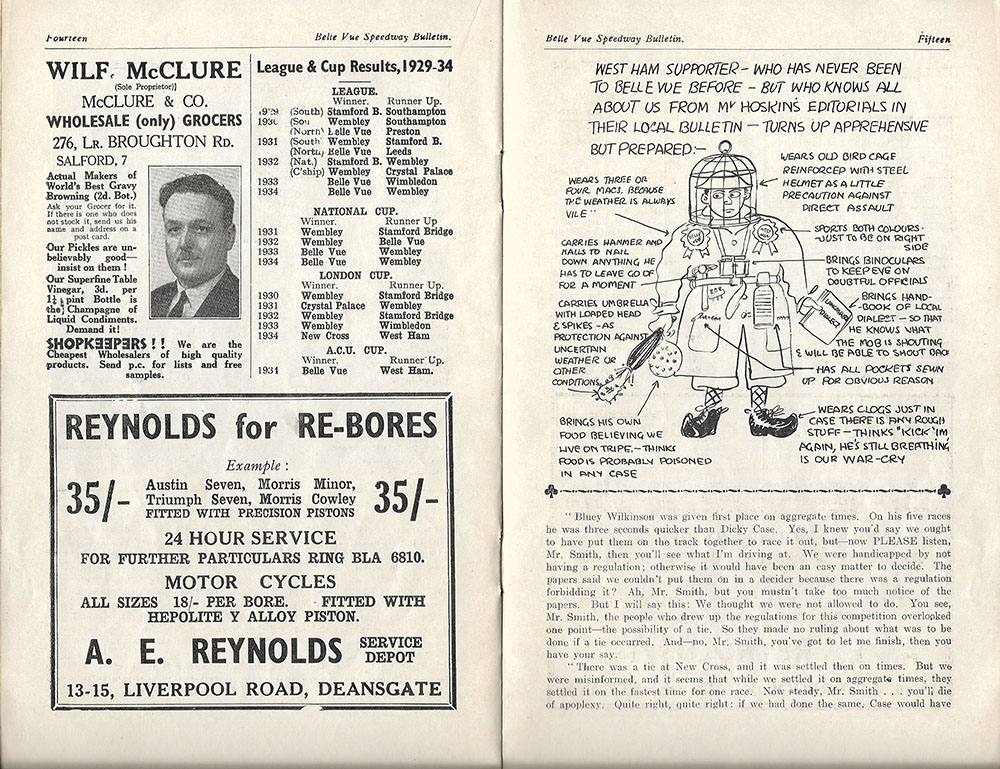 Fourteen
Belle Vue Speedway Bulletin.
WILF. McCLURE
(Sole Proprietor)]
McCLURE & CO.
WHOLESALE (only) GROCERS
276, LR. BROUGHTON RD.
SALFORD, 7
Actual Makers of
World's Best Gravy
Browning (2d. Bot.)
Ask your Grocer for it.
If there is one who does
not stock it, send us his
name and address on a
post card.
Our Pickles are un-
believably good—
insist on them !
Our Superfine Table
Vinegar, 3d. per
1½ pint Bottle is
the] Champagne of
Liquid Condiments.
Demand it!
SHOPKEEPERS ! ! We are the
Cheapest Wholesalers of high quality
products. Send p.c. for lists and free
samples.
League & Cup Results, 1929-34
LEAGUE.
Winner. Runner Up.
1929 (South) Stamford B. Southampton
1930 (Sou Wembley Southampton
(North) Belle Vue Preston
1931 (South) Wembley Stamford B.
(North) Belle Vue Leeds
1932 (Nat.) Stamford B. Wembley
(C'ship) Wembley Crystal Palace
1933 Belle Vue Wimbledon
1934 Belle Vue Wembley
NATIONAL CUP.
Winner. Runner Up
1931 Wembley Stamford Bridge
1932 Wembley Belle Vue
1933 Belle Vue Wembley
1934 Belle Vue Wembley
LONDON CUP.
Winner. Runner Up.
1930 Wembley Stamford Bridge
1931 Crystal Palace Wembley
1932 Wembley Stamford Bridge
1933 Wembley Wimbledon
1934 New Cross West Ham
A.C.U. CUP.
Winner. Runner Up.
1934 Belle Vue West Ham.
REYNOLDS for RE-BORES
Example :
35/- Austin Seven, Morris Minor, 35/-
Triumph Seven, Morris Cowley
FITTED WITH PRECISION PISTONS
24 HOUR SERVICE
FOR FURTHER PARTICULARS RING BLA 6810.
MOTOR CYCLES
ALL SIZES 18/- PER BORE. FITTED WITH
HEPOLITE Y ALLOY PISTON.
A. E. REYNOLDS SERVICE DEPOT
13-15, LIVERPOOL ROAD, DEANSGATE
Belle Vue Speedway Bulletin.
Fifteen
WEST HAM SUPPORTER – WHO HAS NEVER BEEN
TO BELLE VUE BEFORE – BUT WHO KNOWS ALL
ABOUT US FROM Mr HOSKIN'S EDITORIALS IN
THEIR LOCAL BULLETIN – TURNS UP APPREHENSIVE
BUT PREPARED:–
WEARS THREE OR
FOUR MACS. BECAUSE
THE WEATHER IS ALWAYS
VILE"
WEARS OLD BIRD CAGE
REINFORCED WITH STEEL
HELMET AS A LITTLE
PRECAUTION AGAINST
DIRECT ASSAULT
SPORTS BOTH COLOURS-
-JUST TO BE ON RIGHT
SIDE
CARRIES HAMMER AND
NAILS TO NAIL
DOWN ANYTHING HE
HAS TO LEAVE GO OF
FOR A MOMENT
BRINGS BINOCULARS
TO KEEP EYE ON
DOUBTFUL OFFICIALS
BRINGS HAND-
-BOOK OF LOCAL
DIALECT – SO THAT
HE KNOWS WHAT
THE MOB IS SHOUTING
& WILL BE ABLE TO SHOUT BACK
LANCASHIRE
DIALECT
CARRIES UMBRELLA
WITH LOADED HEAD
& SPIKES – AS
PROTECTION AGAINST
UNCERTAIN
WEATHER OR
OTHER
CONDITIONS
HAS ALL POCKETS SEWN
UP FOR OBVIOUS REASON
BRINGS HIS OWN
FOOD BELIEVING WE
LIVE ON TRIPE – THINKS
FOOD IS PROBABLY POISONED
IN ANY CASE
WEARS CLOGS JUST IN
CASE THERE IS ANY ROUGH
STUFF – THINKS "KICK 'IM
AGAIN, HE'S STILL BREATHING
IS OUR WAR-CRY
" Bluey Wilkinson was given first place on aggregate times. On his five races
he was three seconds quicker than Dicky Case. Yes, I knew you'd say we ought
to have put them on the track together to race it out, but—now PLEASE listen,
Mr. Smith, then you'll see what I'm driving at. We were handicapped by not
having a regulation; otherwise it would have been an easy matter to decide. The
papers said we couldn't put them on in a decider because there was a regulation
forbidding it? Ah, Mr. Smith, but you mustn't take too much notice of the
papers. But I will say this: We thought we were not allowed to do. You see,
Mr. Smith, the people who drew up the regulations for this competition overlooked
one point—the possibility of a tie. So they made no ruling about what was to be
done if a tie occurred. And—no, Mr. Smith, you've got to let me finish, then you
have your say.
" There was a tie at New Cross, and it was settled then on times. But we
were misinformed, and it seems that while we settled it on aggregate times, they
settled it on the fastest time for one race. Now steady, Mr. Smith . . . you'll die
of apoplexy. Quite right, quite right: if we had done the same, Case would have